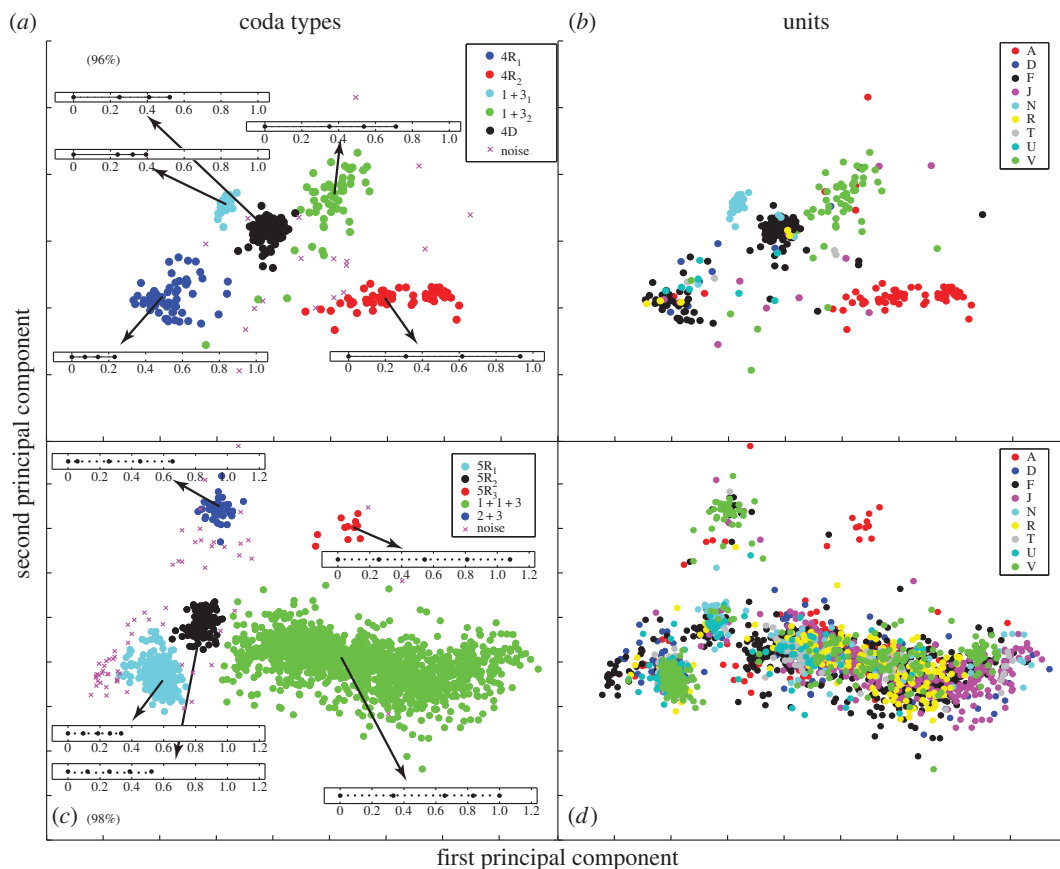 (a) coda types
(b) units
(96%)
4R1
4R2
1 + 31
1 + 32
4D
noise
0 0.2 0.4 0.6 0.8 1.0
0 0.2 0.4 0.6 0.8 1.0
0 0.2 0.4 0.6 0.8 1.0
0 0.2 0.4 0.6 0.8 1.0
0 0.2 0.4 0.6 0.8 1.0
A
D
F
J
N
R
T
U
V
second principal component
5R1
5R2
5R3
1 + 1 + 3
2 + 3
noise
0 0.2 0.4 0.6 0.8 1.0 1.2
0 0.2 0.4 0.6 0.8 1.0 1.2
0 0.2 0.4 0.6 0.8 1.0 1.2
0 0.2 0.4 0.6 0.8 1.0 1.2
0 0.2 0.4 0.6 0.8 1.0 1.2
A
D
F
J
N
R
T
U
V
(c) (98%)
(d)
first principal component